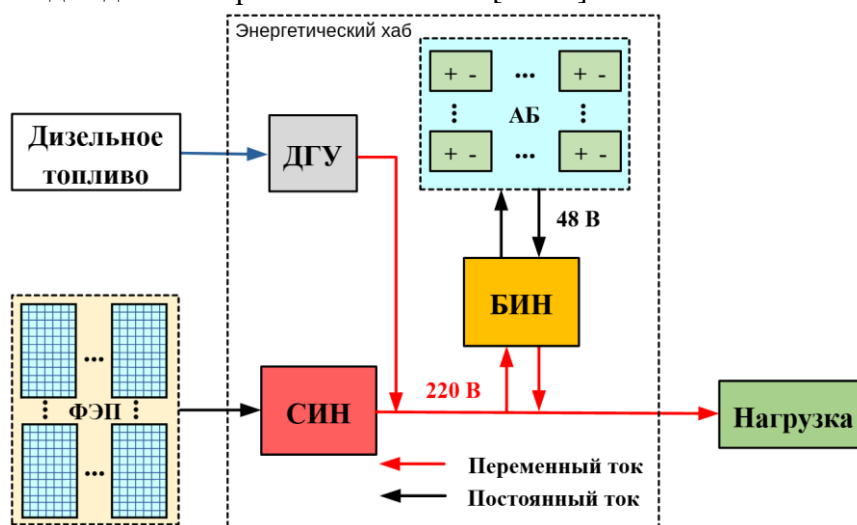 Энергетический хаб
+ - ... + -
АБ
+ - ... + -
Дизельное
топливо
ДГУ
48 В
БИН
...
ФЭП
...
СИН
220 В
Нагрузка
Переменный ток
Постоянный ток